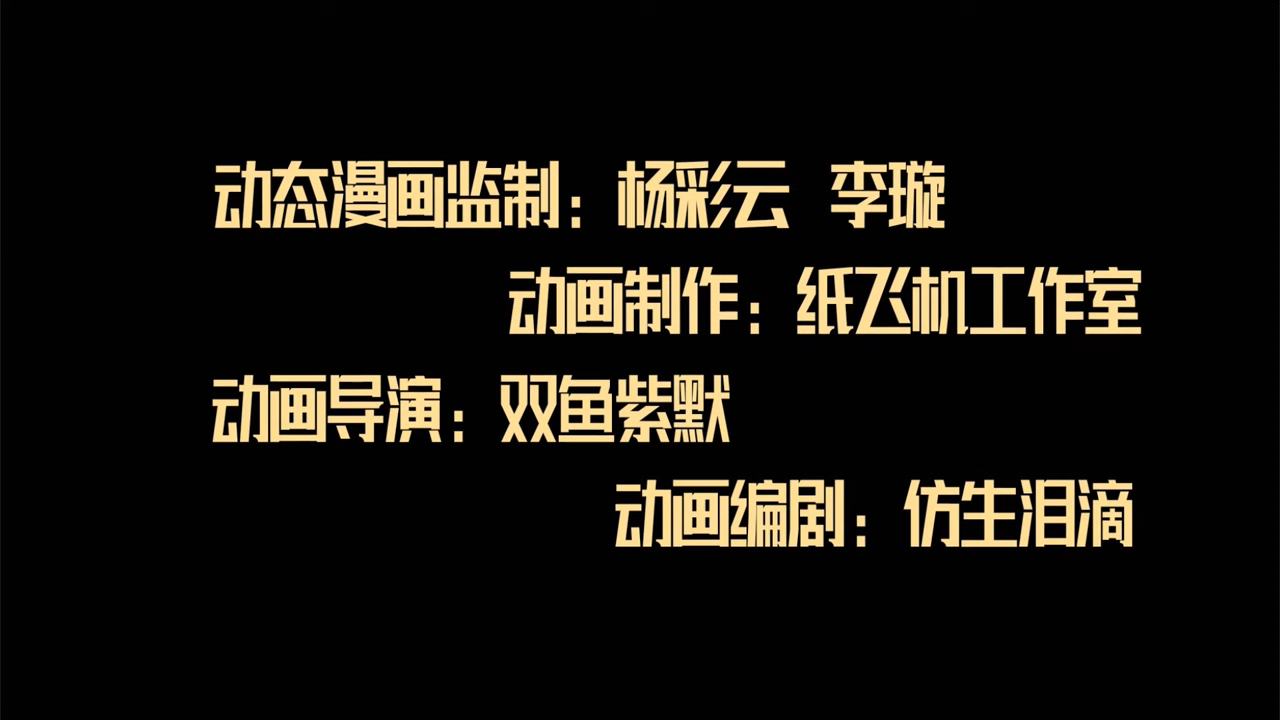 动态漫画监制：杨彩云 李璇
动画制作：纸飞机工作室
动画导演：双鱼紫默
动画编剧：仿生泪滴